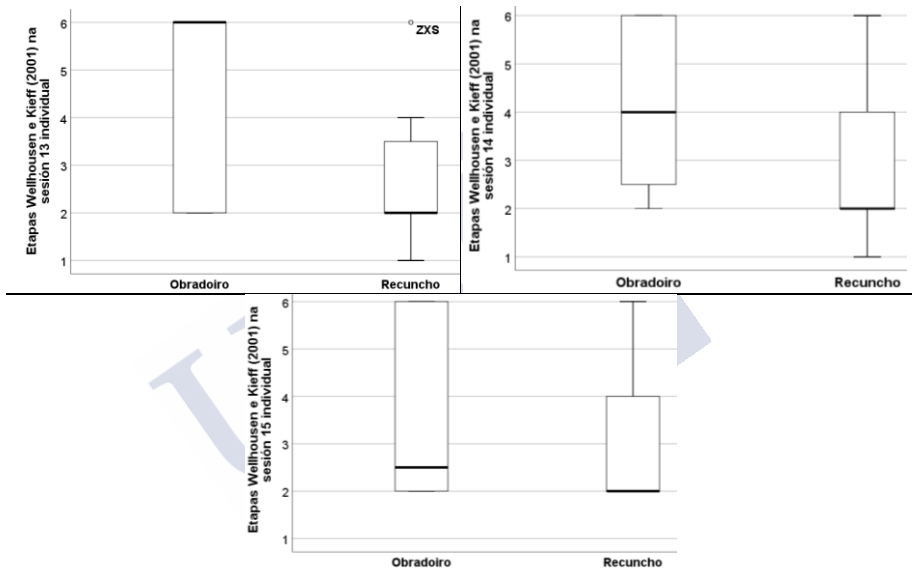 Etapas Wellhousen e Kieff (2001) na
sesión 13 individual
6
5
4
3
2
1
ZXS
Obradoiro
Recuncho
Etapas Wellhousen e Kieff (2001) na
sesión 14 individual
6
5
4
3
2
1
Obradoiro
Recuncho
Etapas Wellhousen e Kieff (2001) na
sesión 15 individual
6
5
4
3
2
1
Obradoiro
Recuncho